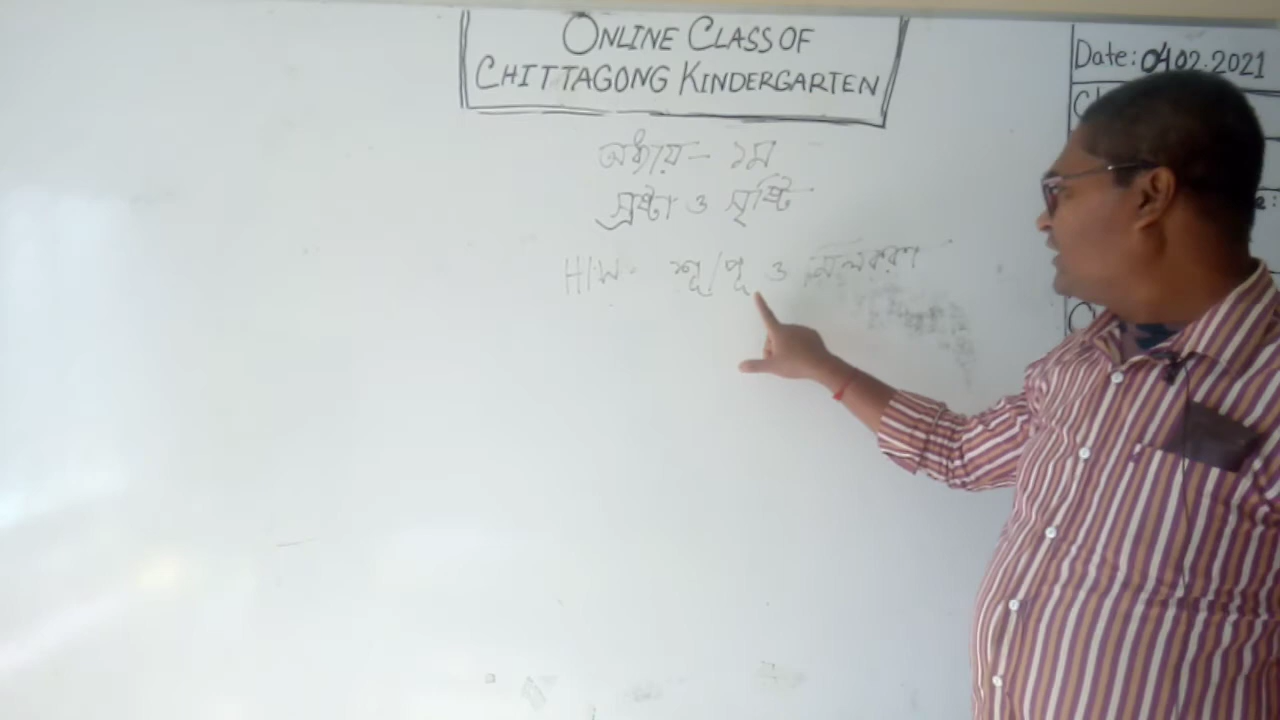 ONLINE CLASS OF
CHITTAGONG KINDERGARTEN
অধ্যায়- ১ম
স্রষ্টা ও সৃষ্টি
H/W. শূ/পূ ও মিলকরণ
Date: 04.02.2021